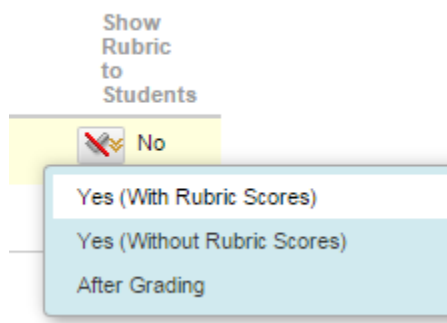 Show
Rubric
to
Students
No
Yes (With Rubric Scores)
Yes (Without Rubric Scores)
After Grading